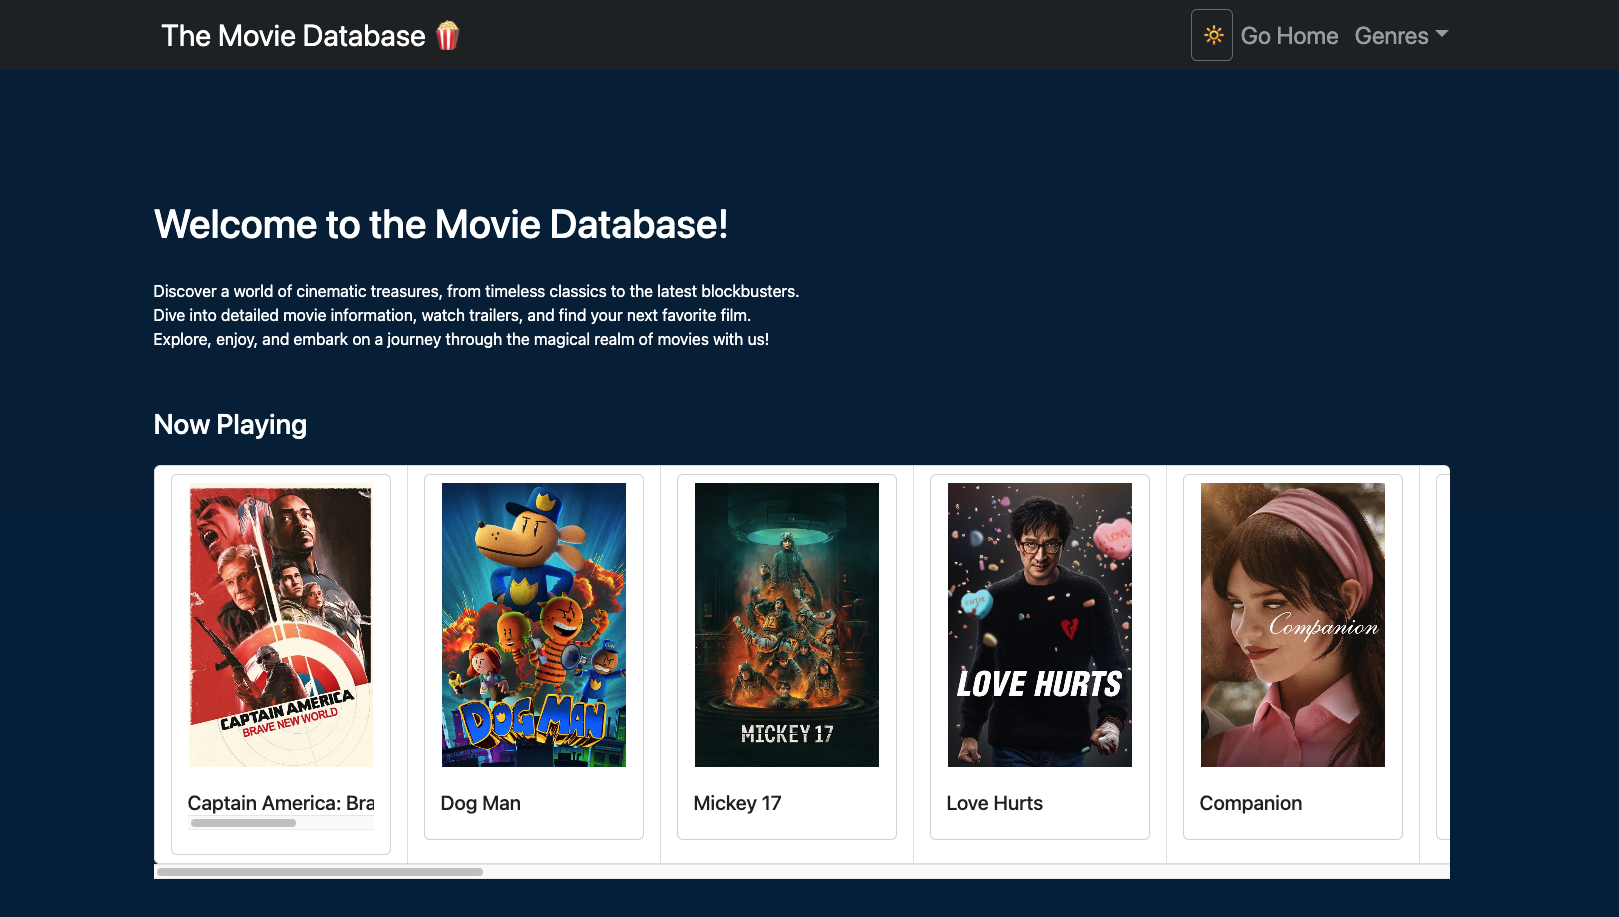 The Movie Database 🍿
Go Home Genres
Welcome to the Movie Database!
Discover a world of cinematic treasures, from timeless classics to the latest blockbusters.
Dive into detailed movie information, watch trailers, and find your next favorite film.
Explore, enjoy, and embark on a journey through the magical realm of movies with us!
Now Playing
CAPTAIN AMERICA
BRAVE NEW WORLD
DOG MAN
MICKEY 17
LOVE
CUTIE
LOVE HURTS
Companion
Captain America: Bra
Dog Man
Mickey 17
Love Hurts
Companion